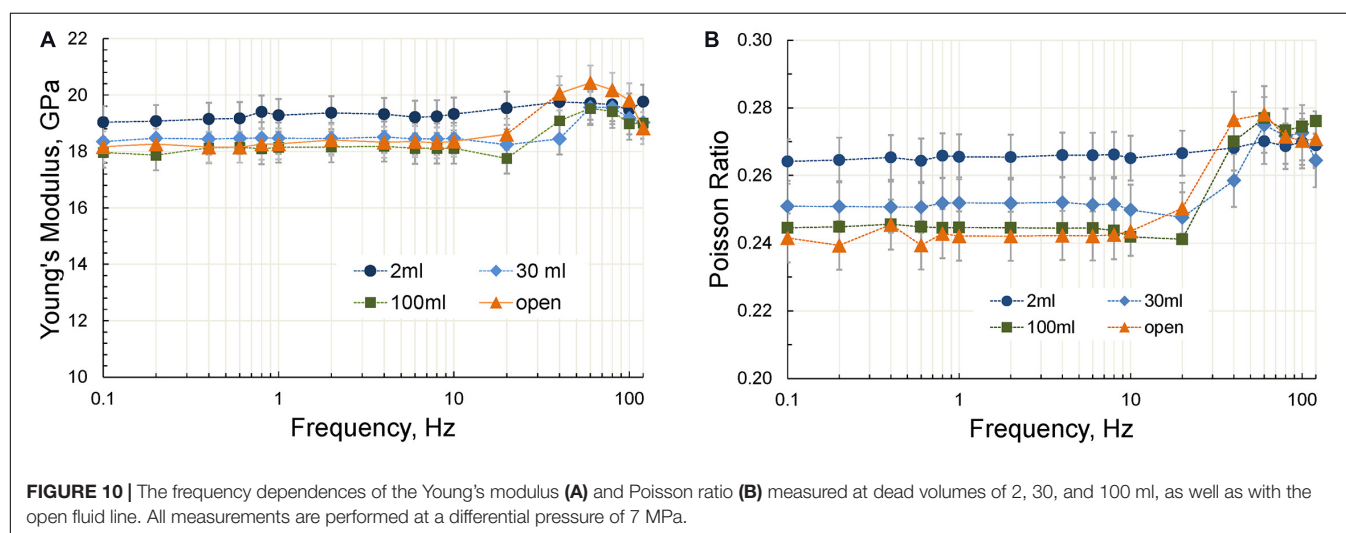 A
B
22
20
18
16
14
12
10
Young's Modulus, GPa
2ml
30 ml
100ml
open
0.1
1
10
100
Frequency, Hz
0.30
0.28
0.26
0.24
0.22
0.20
Poisson Ratio
2ml
30ml
100ml
open
0.1
1
10
100
Frequency, Hz
FIGURE 10 | The frequency dependences of the Young's modulus (A) and Poisson ratio (B) measured at dead volumes of 2, 30, and 100 ml, as well as with the
open fluid line. All measurements are performed at a differential pressure of 7 MPa.